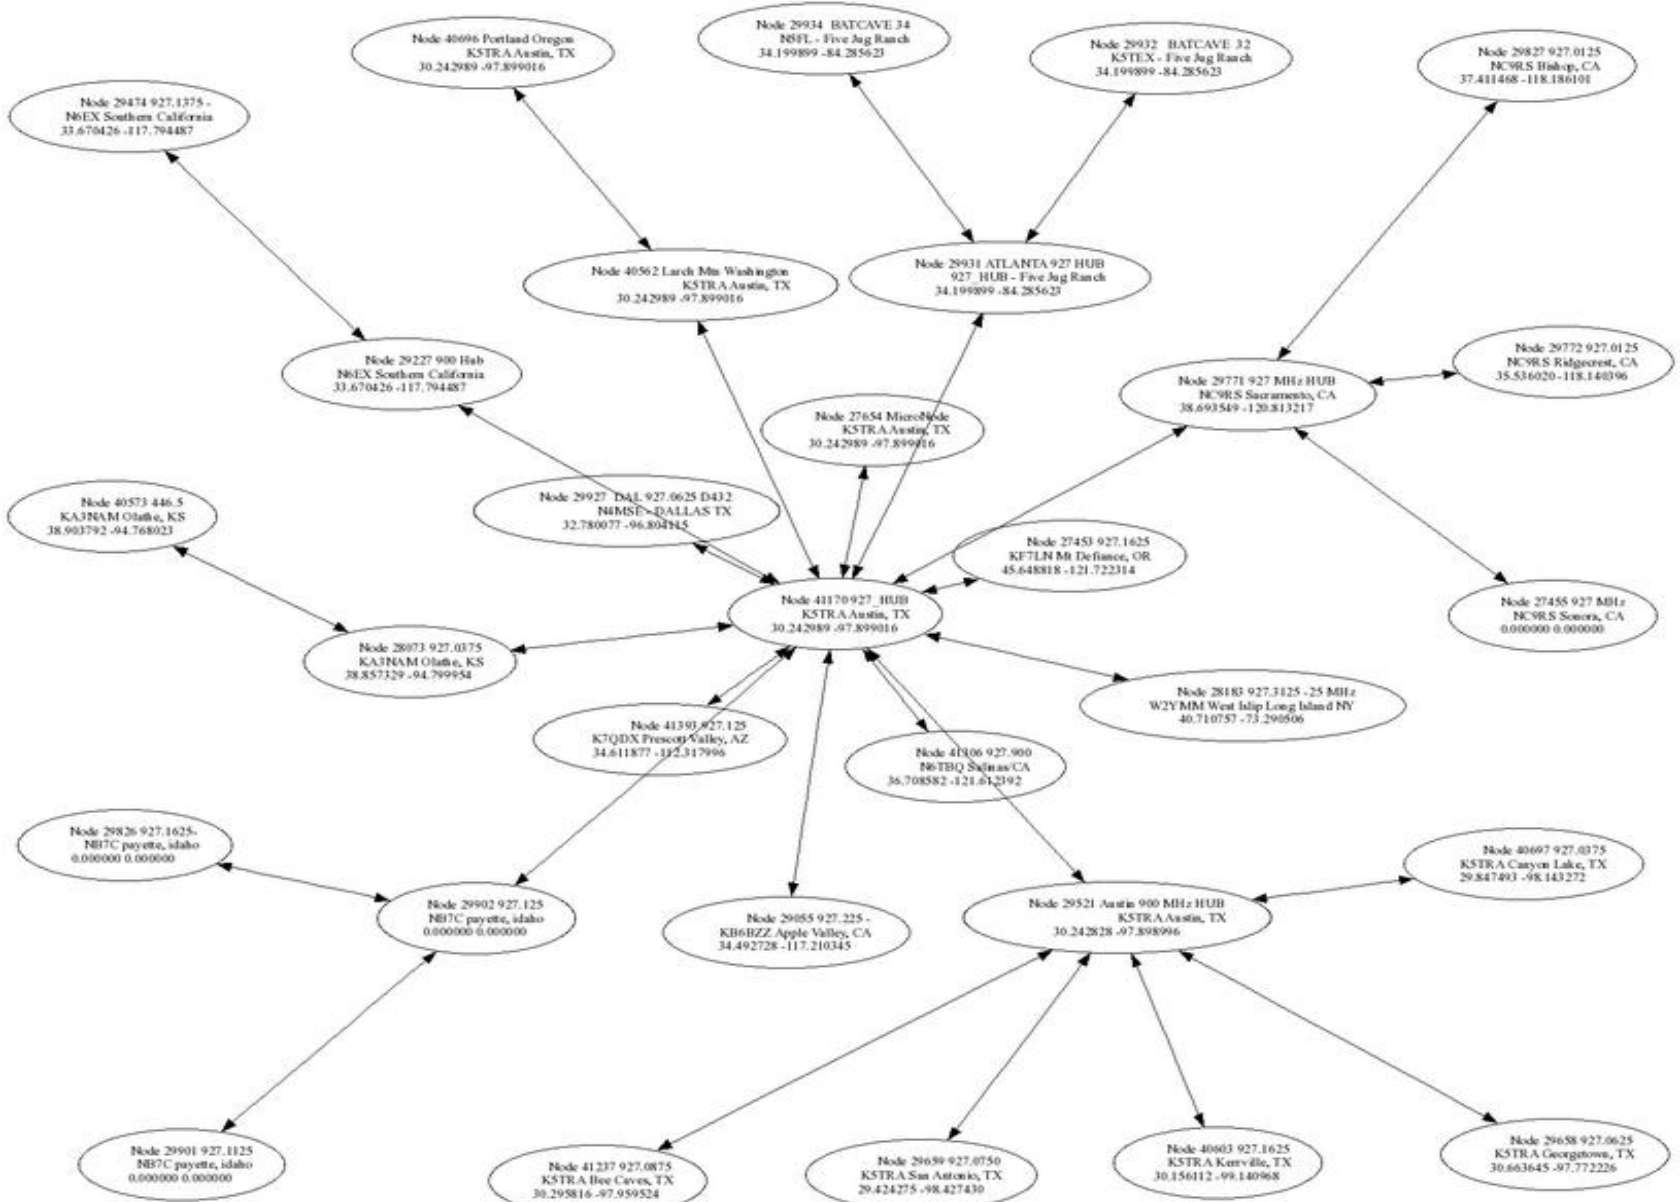 Node 40696 Portland Oregon
K5TRA Austin, TX
30.242989 -97.899016
Node 29934 BATCAVE 34
N5FL - Five Jug Ranch
34.199899 -84.285623
Node 29932 BATCAVE 32
K5TEX - Five Jug Ranch
34.199899 -84.285623
Node 29827 927.0125
NC9RS Bishop, CA
37.411468 -118.186101
Node 29474 927.1375 -
N6EX Southern California
33.670426 -117.794487
Node 40562 Larch Mtn Washington
K5TRA Austin, TX
30.242989 -97.899016
Node 29931 ATLANTA 927 HUB
927_HUB - Five Jug Ranch
34.199899 -84.285623
Node 29227 900 Hub
N6EX Southern California
33.670426 -117.794487
Node 29771 927 MHz HUB
NC9RS Sacramento, CA
38.693549 -120.813217
Node 29772 927.0125
NC9RS Ridgecrest, CA
35.536020 -118.140396
Node 27654 MicroNode
K5TRA Austin, TX
30.242989 -97.899016
Node 40573 446.5
KA3NAM Olathe, KS
38.903792 -94.768023
Node 29927 DAL 927.0625 D432
N4MSE - DALLAS TX
32.780077 -96.804115
Node 27453 927.1625
KF7LN Mt Defiance, OR
45.648818 -121.722314
Node 41170 927_HUB
K5TRA Austin, TX
30.242989 -97.899016
Node 27455 927 MHz
NC9RS Sonora, CA
0.000000 0.000000
Node 28073 927.0375
KA3NAM Olathe, KS
38.857329 -94.799954
Node 28183 927.3125 -25 MHz
W2YMM West Islip Long Island NY
40.710757 -73.290506
Node 41393 927.125
K7QDX Prescott Valley, AZ
34.611877 -112.317996
Node 41306 927.900
N6TBQ Salinas/CA
36.708582 -121.612392
Node 29826 927.1625-
NB7C payette, idaho
0.000000 0.000000
Node 29902 927.125
NB7C payette, idaho
0.000000 0.000000
Node 29055 927.225 -
KB6BZZ Apple Valley, CA
34.492728 -117.210345
Node 29521 Austin 900 MHz HUB
K5TRA Austin, TX
30.242828 -97.898996
Node 40697 927.0375
K5TRA Canyon Lake, TX
29.847493 -98.143272
Node 29901 927.1125
NB7C payette, idaho
0.000000 0.000000
Node 41237 927.0875
K5TRA Bee Caves, TX
30.295816 -97.959524
Node 29659 927.0750
K5TRA San Antonio, TX
29.424275 -98.427430
Node 40603 927.1625
K5TRA Kerrville, TX
30.156112 -99.140968
Node 29658 927.0625
K5TRA Georgetown, TX
30.663645 -97.772226